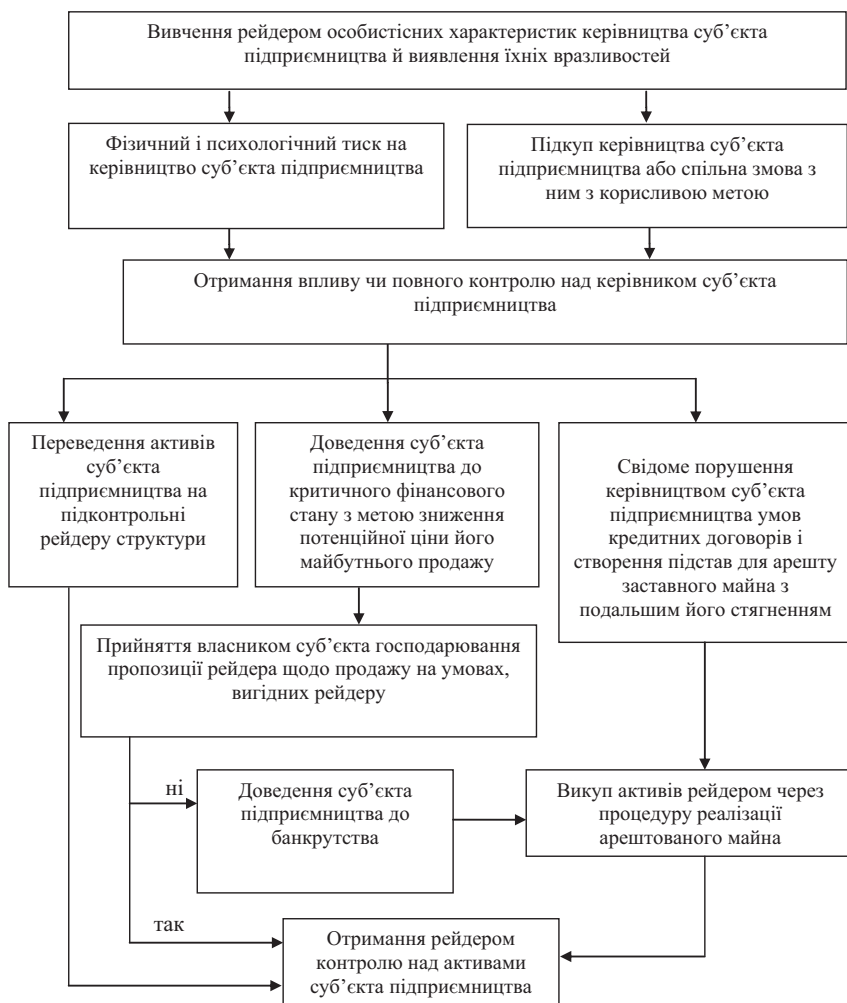 Вивчення рейдером особистісних характеристик керівництва суб’єкта
підприємництва й виявлення їхніх вразливостей
Фізичний і психологічний тиск на
керівництво суб’єкта підприємництва
Підкуп керівництва суб’єкта
підприємництва або спільна змова з
ним з корисливою метою
Отримання впливу чи повного контролю над керівником суб’єкта
підприємництва
Переведення активів
суб’єкта
підприємництва на
підконтрольні
рейдеру структури
Доведення суб’єкта
підприємництва до
критичного фінансового
стану з метою зниження
потенційної ціни його
майбутнього продажу
Свідоме порушення
керівництвом суб’єкта
підприємництва умов
кредитних договорів і
створення підстав для арешту
заставного майна з
подальшим його стягненням
Прийняття власником суб’єкта господарювання
пропозиції рейдера щодо продажу на умовах,
вигідних рейдеру
ні
Доведення суб’єкта
підприємництва до
банкрутства
Викуп активів рейдером через
процедуру реалізації
арештованого майна
так
Отримання рейдером
контролю над активами
суб’єкта підприємництва